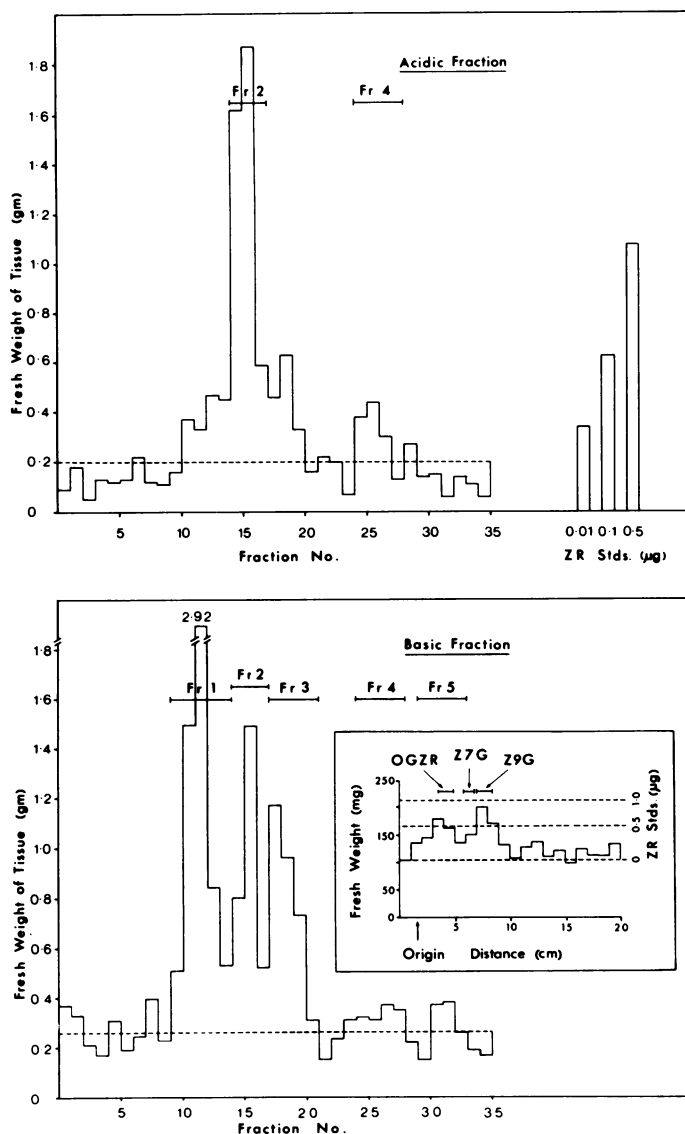 Acidic Fraction
Fr 2
Fr 4
1·8
1·6
1·4
1·2
1·0
0·8
0·6
0·4
0·2
0
Fresh Weight of Tissue (gm)
5 10 15 20 25 30 35
Fraction No.
0·01 0·1 0·5
ZR Stds. (µg)
2·92
Basic Fraction
Fr 1
Fr 2
Fr 3
Fr 4
Fr 5
1·8
1·6
1·4
1·2
1·0
0·8
0·6
0·4
0·2
0
Fresh Weight of Tissue (gm)
5 10 15 20 25 30 35
Fraction No.
OGZR
Z7G
Z9G
250
150
50
0
Fresh Weight (mg)
1·0
0·5
0
ZR Stds. (µg)
5 10 15 20
Origin
Distance (cm)